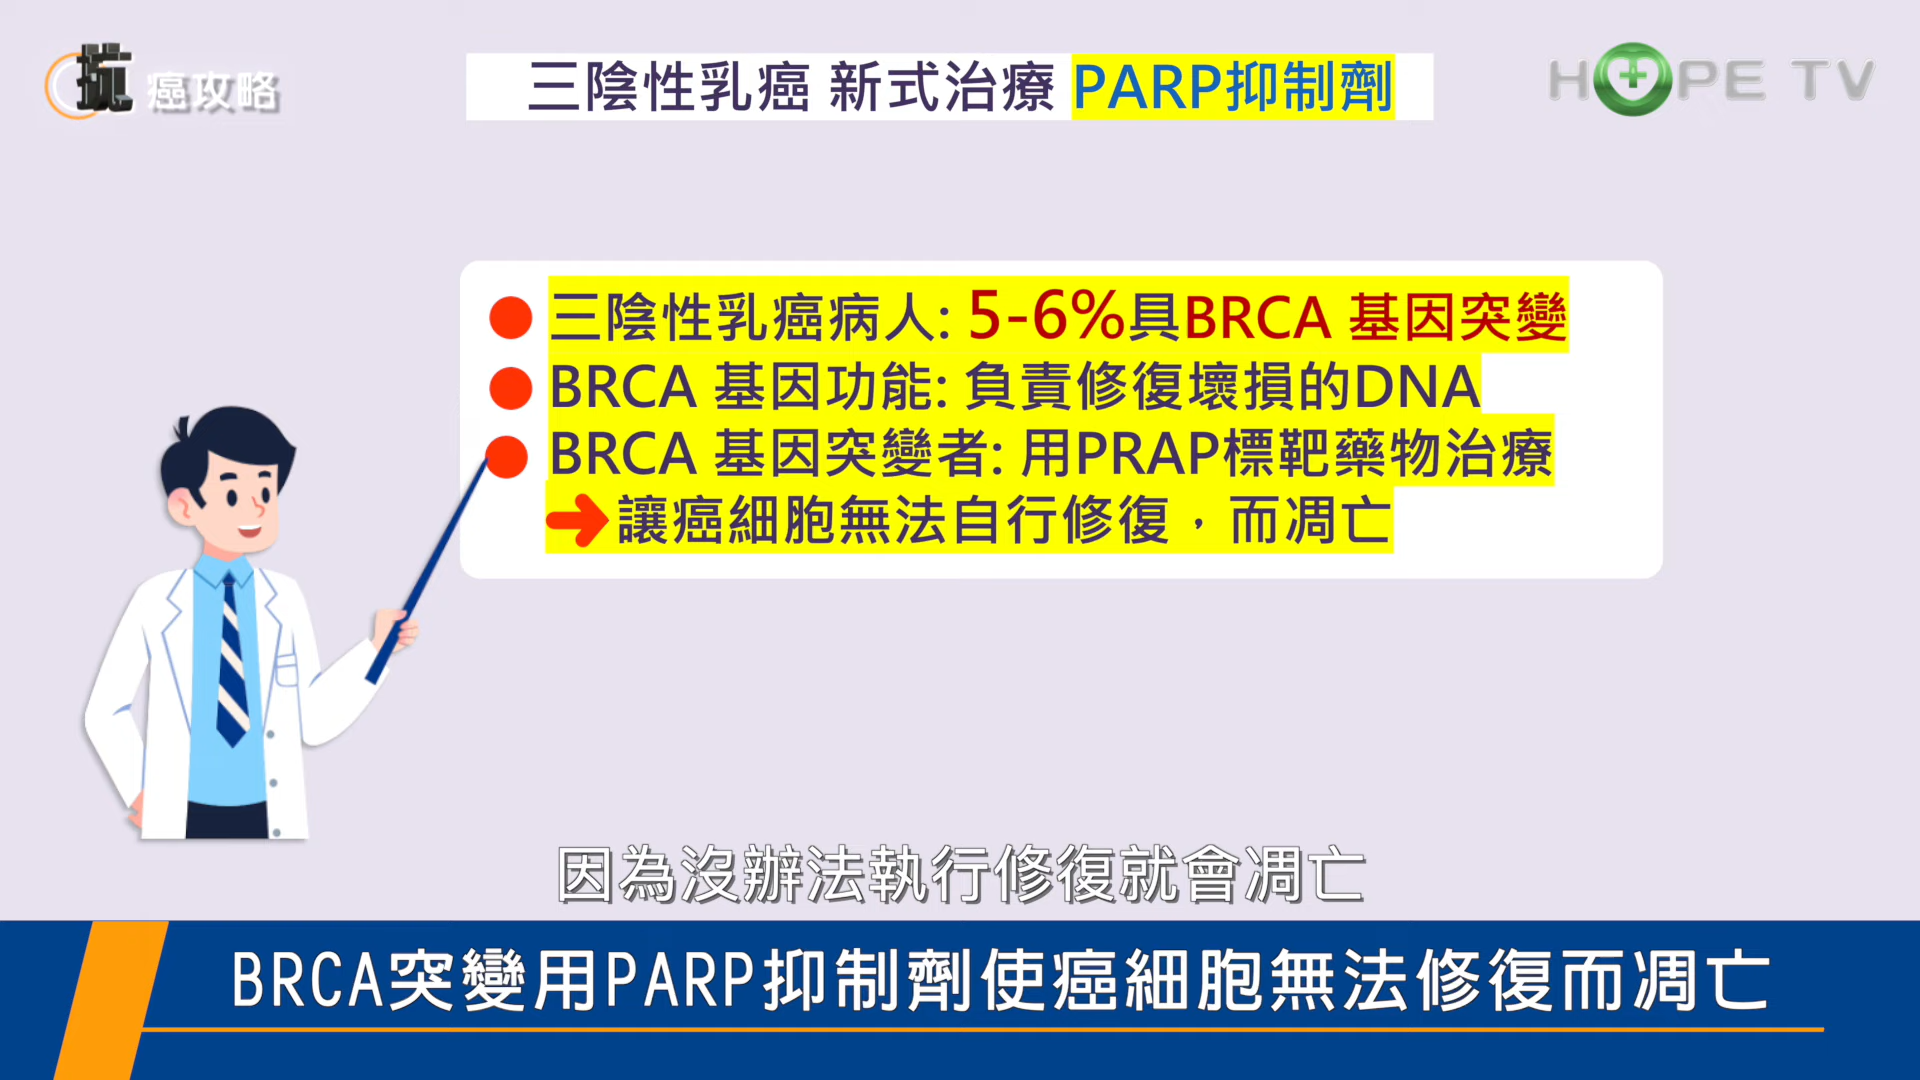 抗癌攻略
三陰性乳癌 新式治療 PARP抑制劑
HOPE TV
三陰性乳癌病人: 5-6%具BRCA 基因突變
BRCA 基因功能: 負責修復壞損的DNA
BRCA 基因突變者: 用PRAP標靶藥物治療
讓癌細胞無法自行修復，而凋亡
因為沒辦法執行修復就會凋亡
BRCA突變用PARP抑制劑使癌細胞無法修復而凋亡